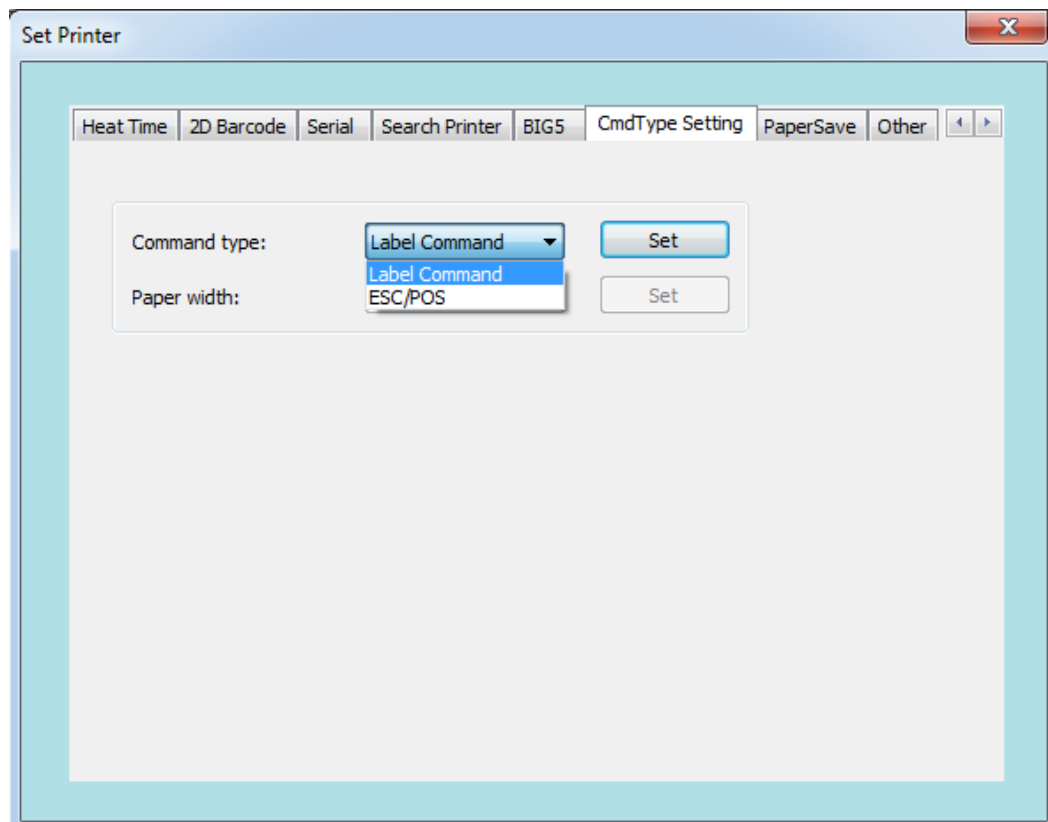 Set Printer
Heat Time 2D Barcode Serial Search Printer BIG5 CmdType Setting PaperSave Other
Command type: Label Command Set
Label Command
Paper width: ESC/POS Set